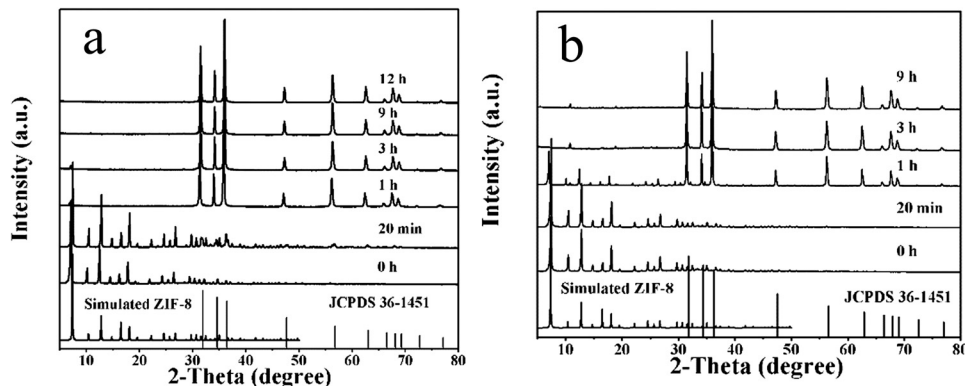 a
12 h
9 h
3 h
1 h
20 min
0 h
Simulated ZIF-8
JCPDS 36-1451
Intensity (a.u.)
10 20 30 40 50 60 70 80
2-Theta (degree)
b
9 h
3 h
1 h
20 min
0 h
Simulated ZIF-8
JCPDS 36-1451
Intensity (a.u.)
10 20 30 40 50 60 70 80
2-Theta (degree)